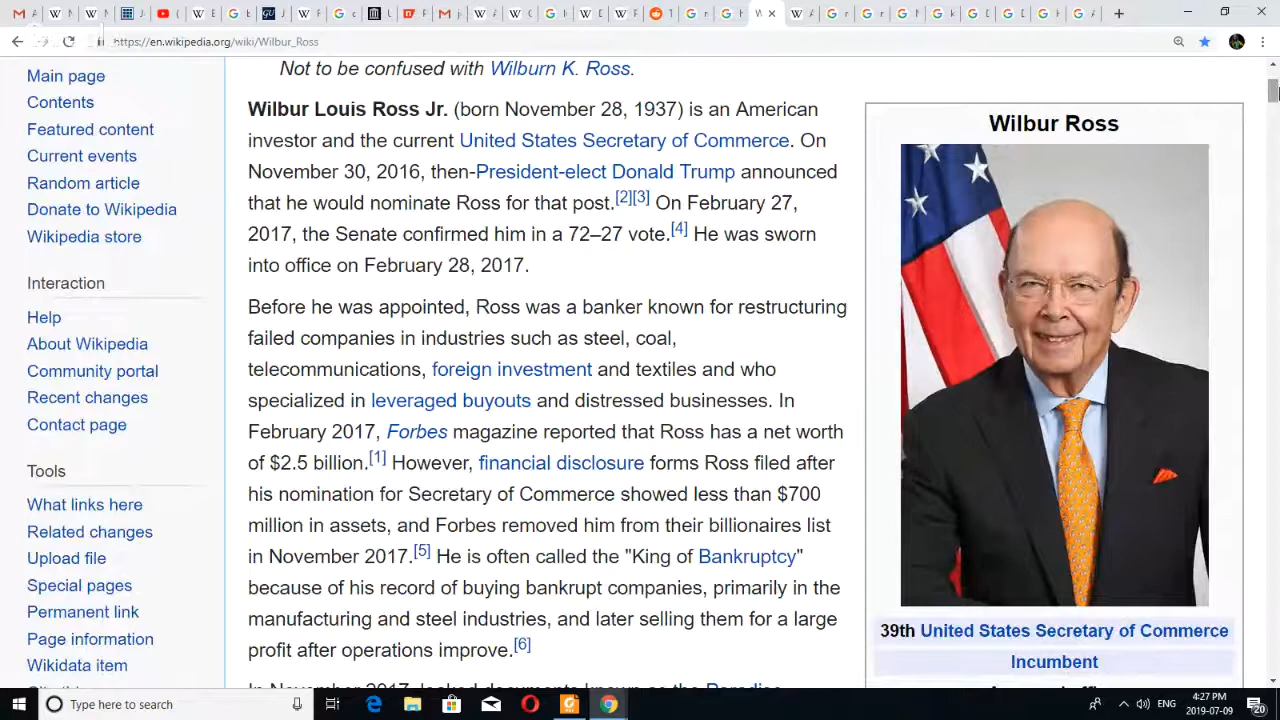 https://en.wikipedia.org/wiki/Wilbur_Ross
Main page
Contents
Featured content
Current events
Random article
Donate to Wikipedia
Wikipedia store
Interaction
Help
About Wikipedia
Community portal
Recent changes
Contact page
Tools
What links here
Related changes
Upload file
Special pages
Permanent link
Page information
Wikidata item
Not to be confused with Wilburn K. Ross.
Wilbur Louis Ross Jr. (born November 28, 1937) is an American
investor and the current United States Secretary of Commerce. On
November 30, 2016, then-President-elect Donald Trump announced
that he would nominate Ross for that post.[2][3] On February 27,
2017, the Senate confirmed him in a 72–27 vote.[4] He was sworn
into office on February 28, 2017.
Before he was appointed, Ross was a banker known for restructuring
failed companies in industries such as steel, coal,
telecommunications, foreign investment and textiles and who
specialized in leveraged buyouts and distressed businesses. In
February 2017, Forbes magazine reported that Ross has a net worth
of $2.5 billion.[1] However, financial disclosure forms Ross filed after
his nomination for Secretary of Commerce showed less than $700
million in assets, and Forbes removed him from their billionaires list
in November 2017.[5] He is often called the "King of Bankruptcy"
because of his record of buying bankrupt companies, primarily in the
manufacturing and steel industries, and later selling them for a large
profit after operations improve.[6]
In November 2017, leaked documents known as the Paradise
Wilbur Ross
39th United States Secretary of Commerce
Incumbent
Type here to search
ENG
4:27 PM
2019-07-09
20